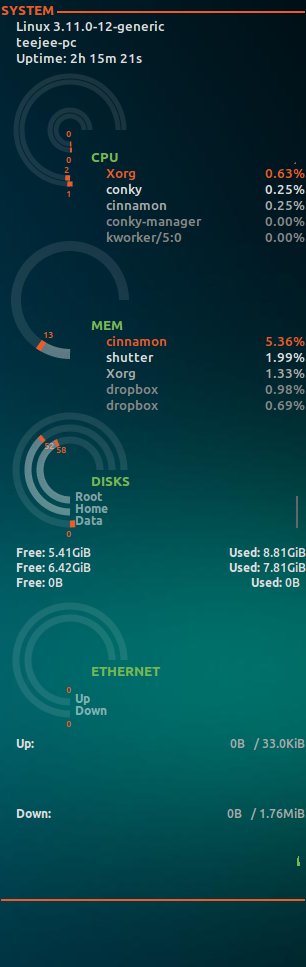 SYSTEM
Linux 3.11.0-12-generic
teejee-pc
Uptime: 2h 15m 21s
0
0
2
1
CPU
Xorg 0.63%
conky 0.25%
cinnamon 0.25%
conky-manager 0.00%
kworker/5:0 0.00%
13
MEM
cinnamon 5.36%
shutter 1.99%
Xorg 1.33%
dropbox 0.98%
dropbox 0.69%
52 58
DISKS
Root
Home
Data
0
Free: 5.41GiB Used: 8.81GiB
Free: 6.42GiB Used: 7.81GiB
Free: 0B Used: 0B
ETHERNET
0
Up
Down
0
Up: 0B / 33.0KiB
Down: 0B / 1.76MiB